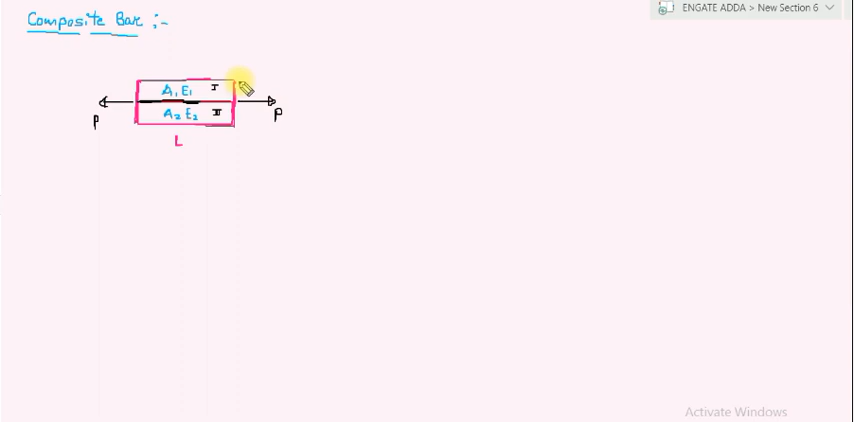 ENGATE ADDA > New Section 6
Composite Bar :-
A₁ E₁ I
P A₂ E₂ II P
L
Activate Windows